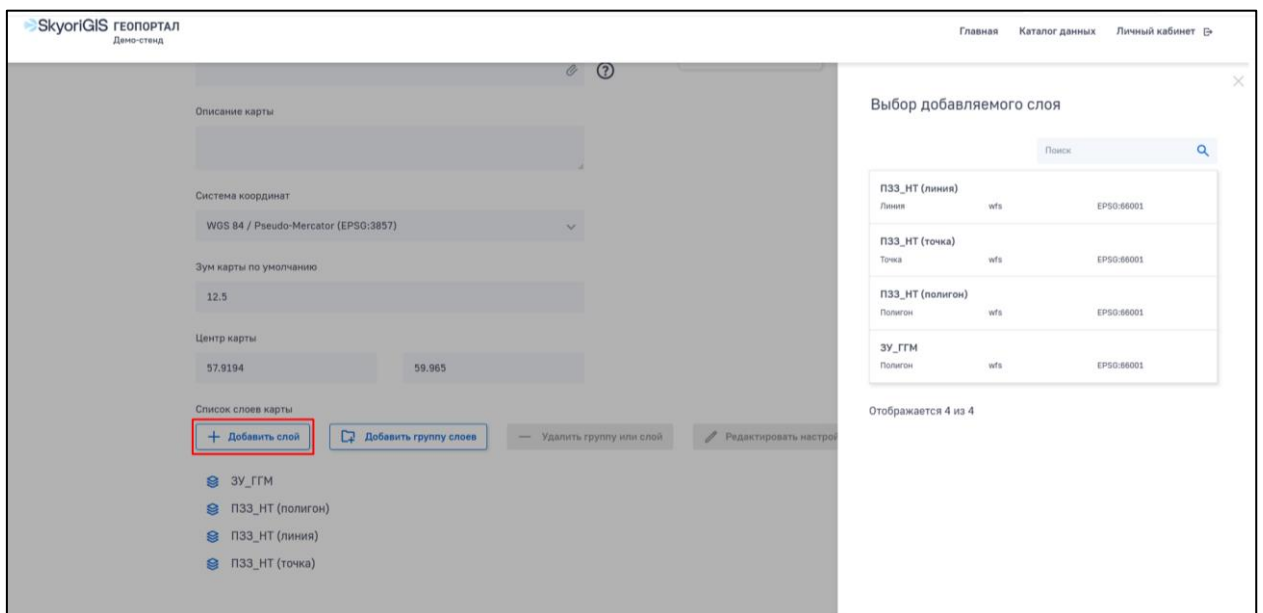 SkyoriGIS ГЕОПОРТАЛ
Демо-стенд
Главная Каталог данных Личный кабинет
?
Описание карты
Система координат
WGS 84 / Pseudo-Mercator (EPSG:3857)
Зум карты по умолчанию
12.5
Центр карты
57.9194 59.965
Список слоев карты
+ Добавить слой Добавить группу слоев — Удалить группу или слой Редактировать настрой
ЗУ_ГГМ
ПЗЗ_НТ (полигон)
ПЗЗ_НТ (линия)
ПЗЗ_НТ (точка)
Выбор добавляемого слоя
Поиск
ПЗЗ_НТ (линия)
Линия wfs EPSG:66001
ПЗЗ_НТ (точка)
Точка wfs EPSG:66001
ПЗЗ_НТ (полигон)
Полигон wfs EPSG:66001
ЗУ_ГГМ
Полигон wfs EPSG:66001
Отображается 4 из 4